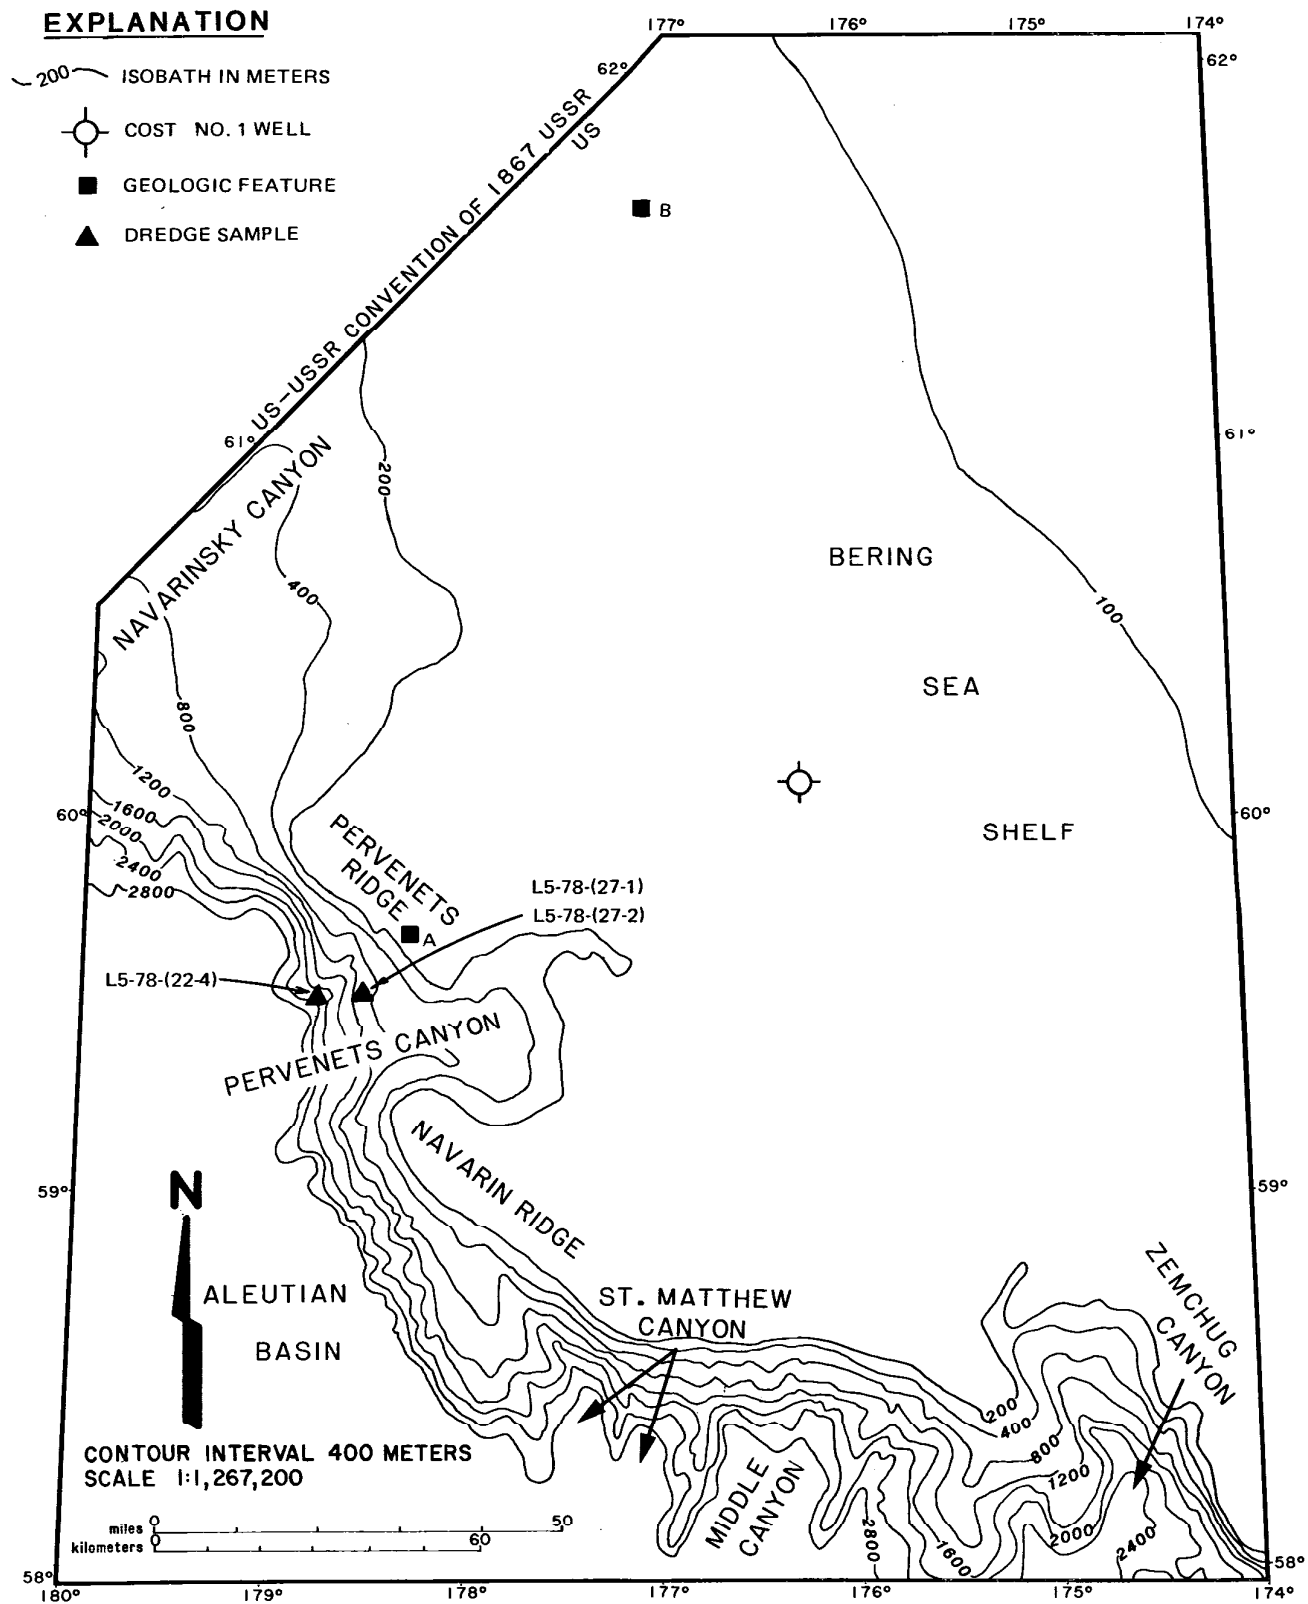 EXPLANATION
200 ISOBATH IN METERS
COST NO. 1 WELL
GEOLOGIC FEATURE
DREDGE SAMPLE
177° 176° 175° 174°
62° 62°
US-USSR CONVENTION OF 1867 USSR
US
B
61° 61°
NAVARINSKY CANYON
200
BERING
400
100
SEA
800
1200
1600
60° 60°
2000
SHELF
2400
2800
PERVENETS
RIDGE
L5-78-(27-1)
L5-78-(27-2)
A
L5-78-(22-4)
PERVENETS CANYON
NAVARIN RIDGE
59° 59°
N
ALEUTIAN
BASIN
ST. MATTHEW
CANYON
ZEMCHUG
CANYON
200
400
800
1200
2000
2400
1600
2800
MIDDLE
CANYON
CONTOUR INTERVAL 400 METERS
SCALE 1:1,267,200
miles 0 50
kilometers 0 60
58° 58°
180° 179° 178° 177° 176° 175° 174°